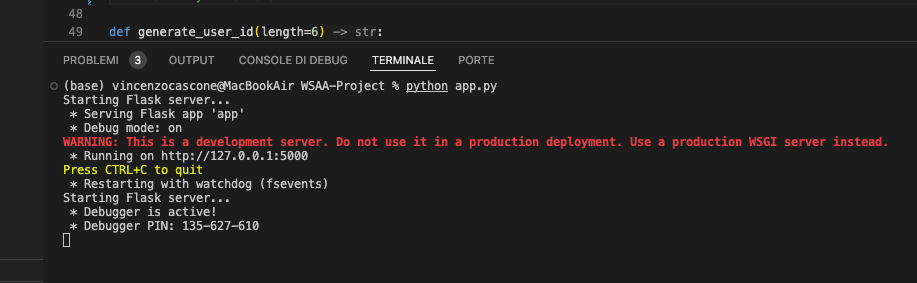 48
49 def generate_user_id(length=6) -> str:
PROBLEMI 3 OUTPUT CONSOLE DI DEBUG TERMINALE PORTE
(base) vincenzocascone@MacBookAir WSAA-Project % python app.py
Starting Flask server...
 * Serving Flask app 'app'
 * Debug mode: on
WARNING: This is a development server. Do not use it in a production deployment. Use a production WSGI server instead.
 * Running on http://127.0.0.1:5000
Press CTRL+C to quit
 * Restarting with watchdog (fsevents)
Starting Flask server...
 * Debugger is active!
 * Debugger PIN: 135-627-610